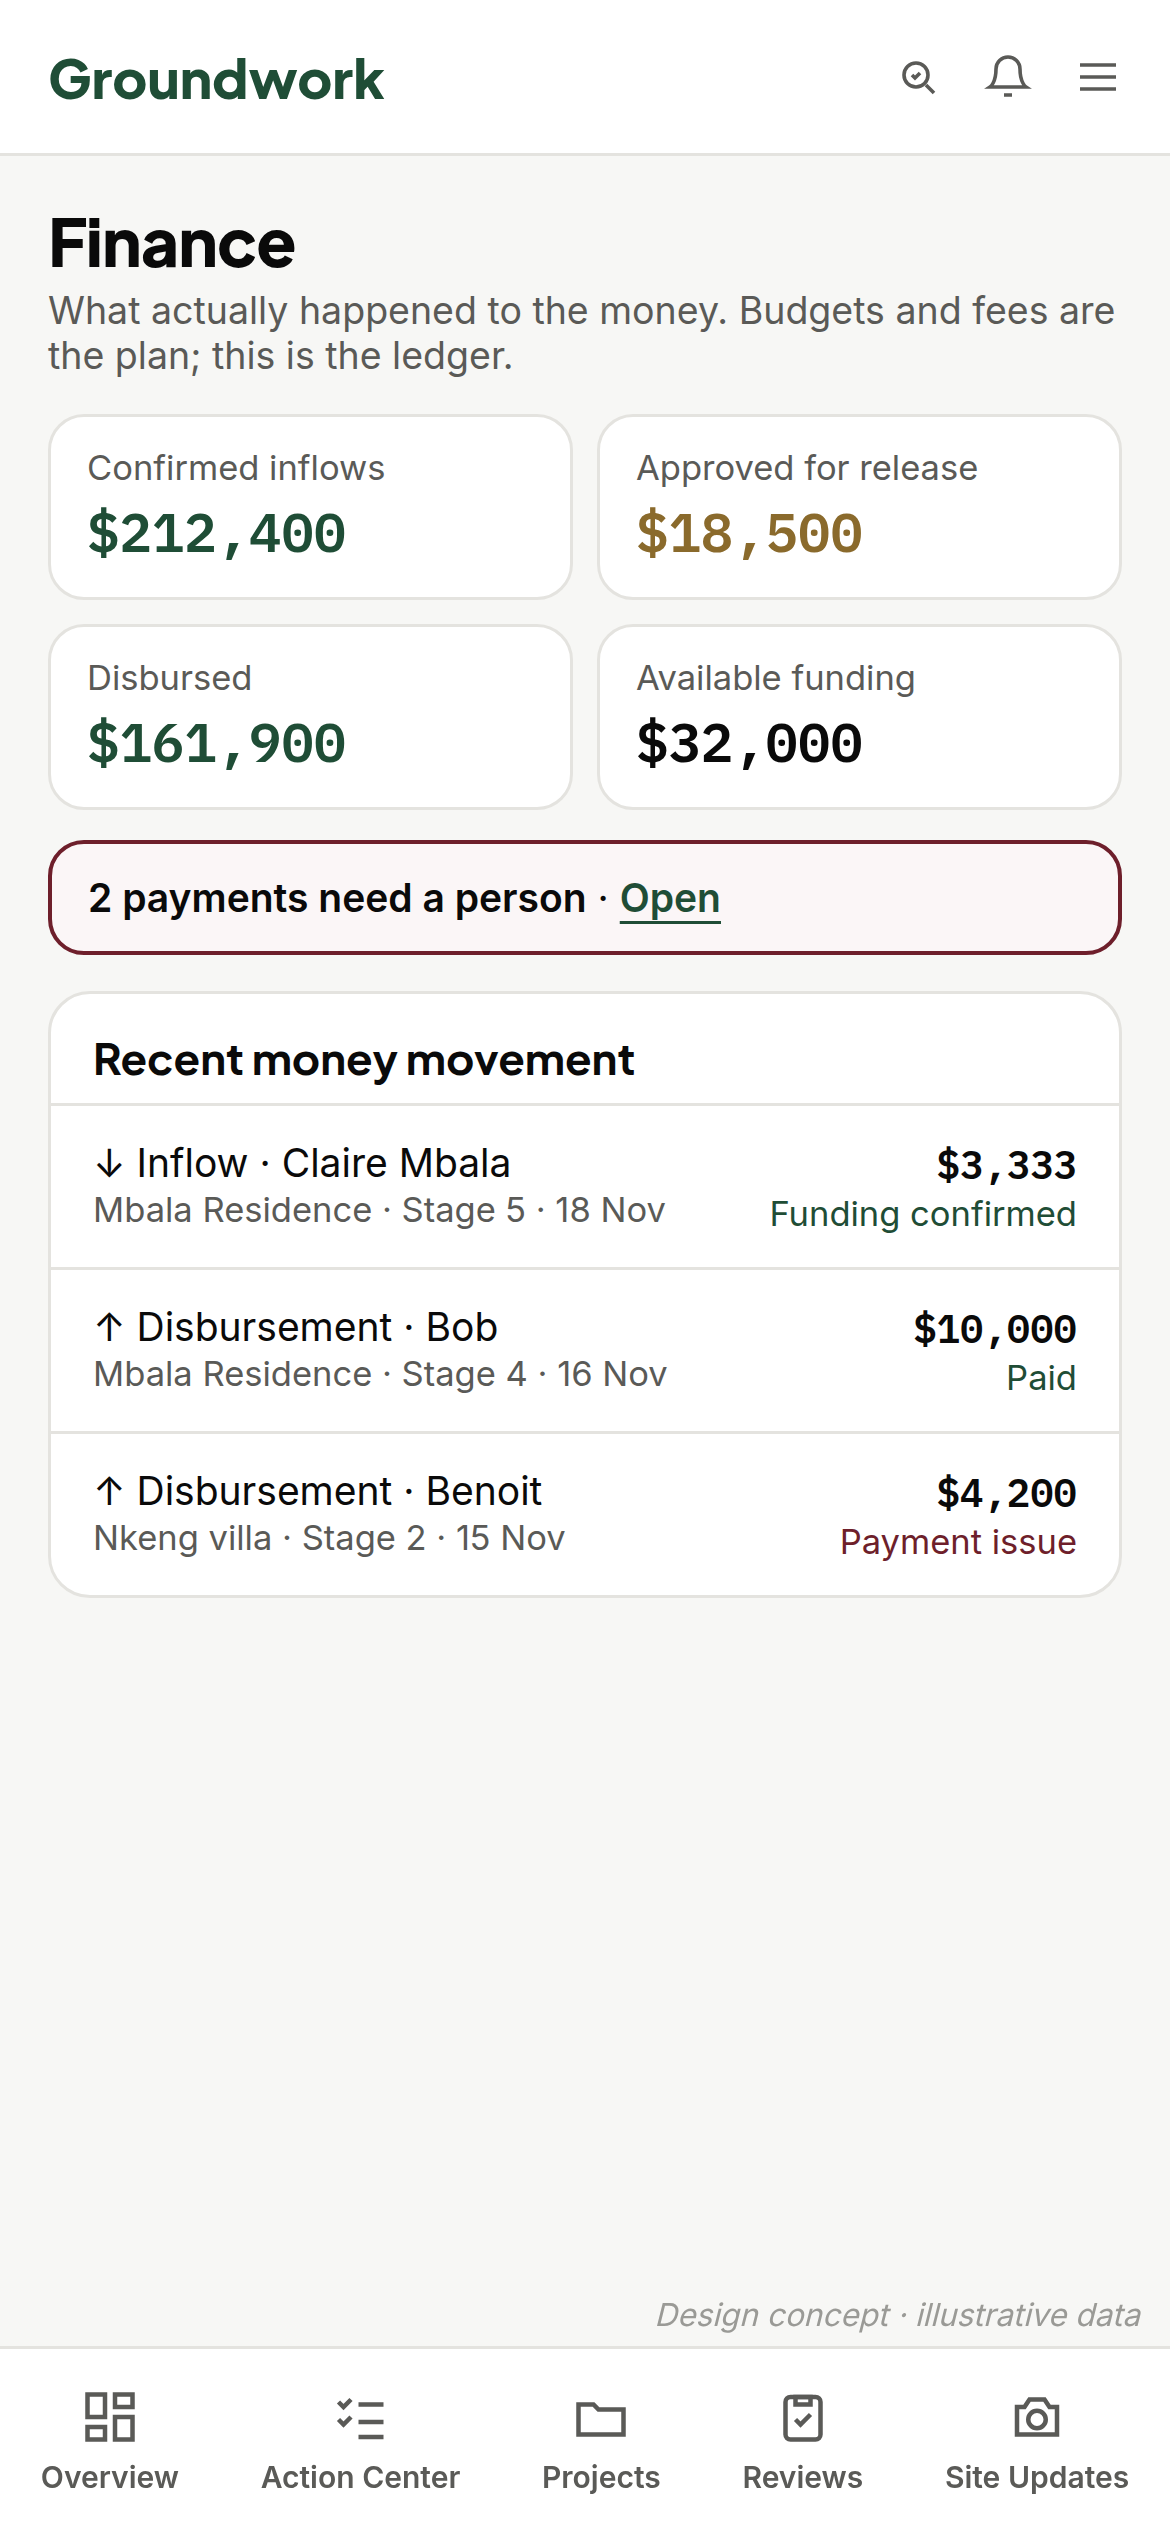 Groundwork
Finance
What actually happened to the money. Budgets and fees are
the plan; this is the ledger.
Confirmed inflows
$212,400
Approved for release
$18,500
Disbursed
$161,900
Available funding
$32,000
2 payments need a person · Open
Recent money movement
↓ Inflow · Claire Mbala
$3,333
Mbala Residence · Stage 5 · 18 Nov
Funding confirmed
↑ Disbursement · Bob
$10,000
Mbala Residence · Stage 4 · 16 Nov
Paid
↑ Disbursement · Benoit
$4,200
Nkeng villa · Stage 2 · 15 Nov
Payment issue
Design concept · illustrative data
Overview
Action Center
Projects
Reviews
Site Updates